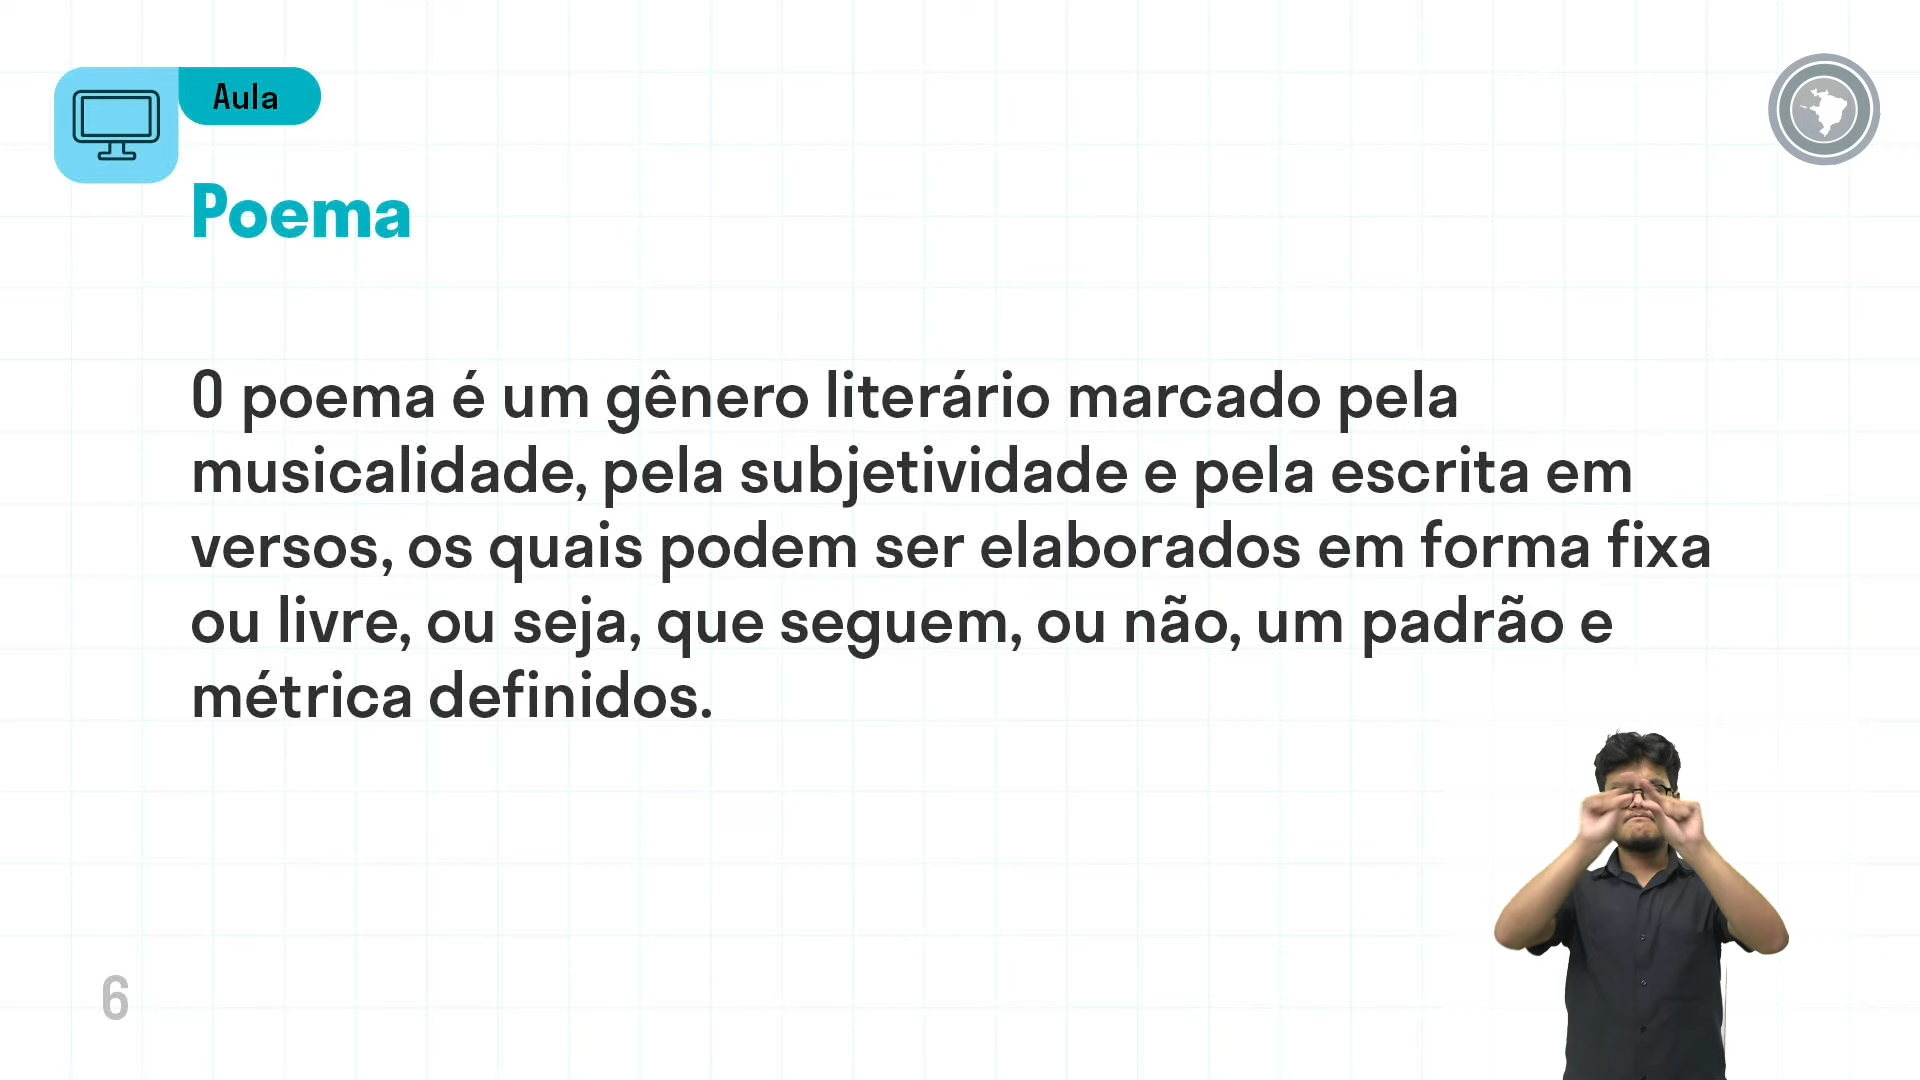 Aula
Poema
O poema é um gênero literário marcado pela
musicalidade, pela subjetividade e pela escrita em
versos, os quais podem ser elaborados em forma fixa
ou livre, ou seja, que seguem, ou não, um padrão e
métrica definidos.
6